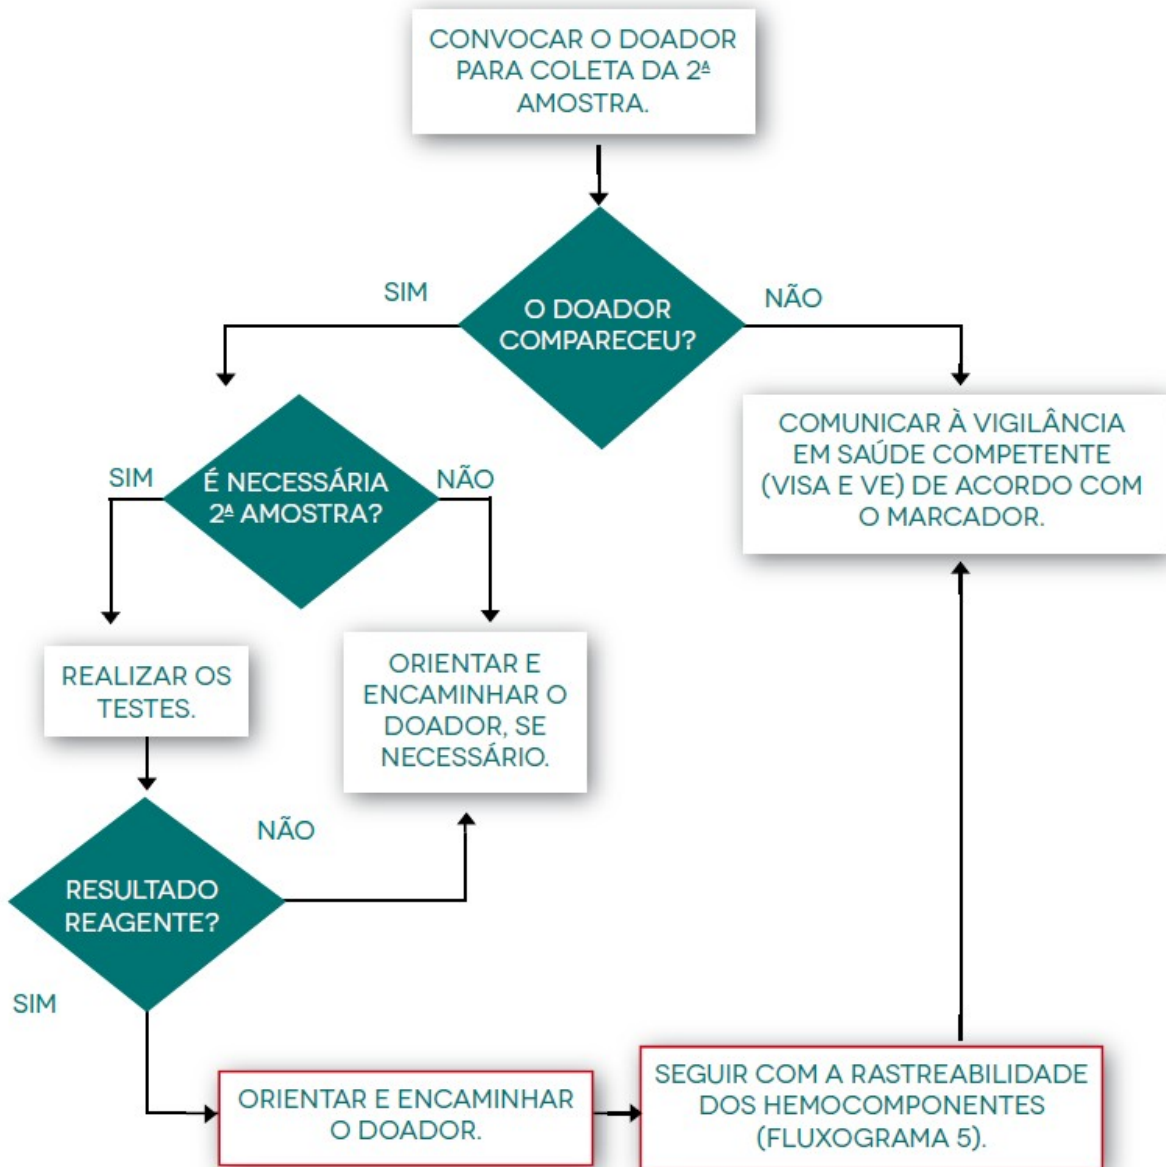 CONVOCAR O DOADOR
PARA COLETA DA 2ª
AMOSTRA.
SIM
NÃO
O DOADOR
COMPARECEU?
COMUNICAR À VIGILÂNCIA
EM SAÚDE COMPETENTE
(VISA E VE) DE ACORDO COM
O MARCADOR.
SIM
É NECESSÁRIA
2ª AMOSTRA?
NÃO
REALIZAR OS
TESTES.
ORIENTAR E
ENCAMINHAR O
DOADOR, SE
NECESSÁRIO.
NÃO
RESULTADO
REAGENTE?
SIM
ORIENTAR E ENCAMINHAR
O DOADOR.
SEGUIR COM A RASTREABILIDADE
DOS HEMOCOMPONENTES
(FLUXOGRAMA 5).